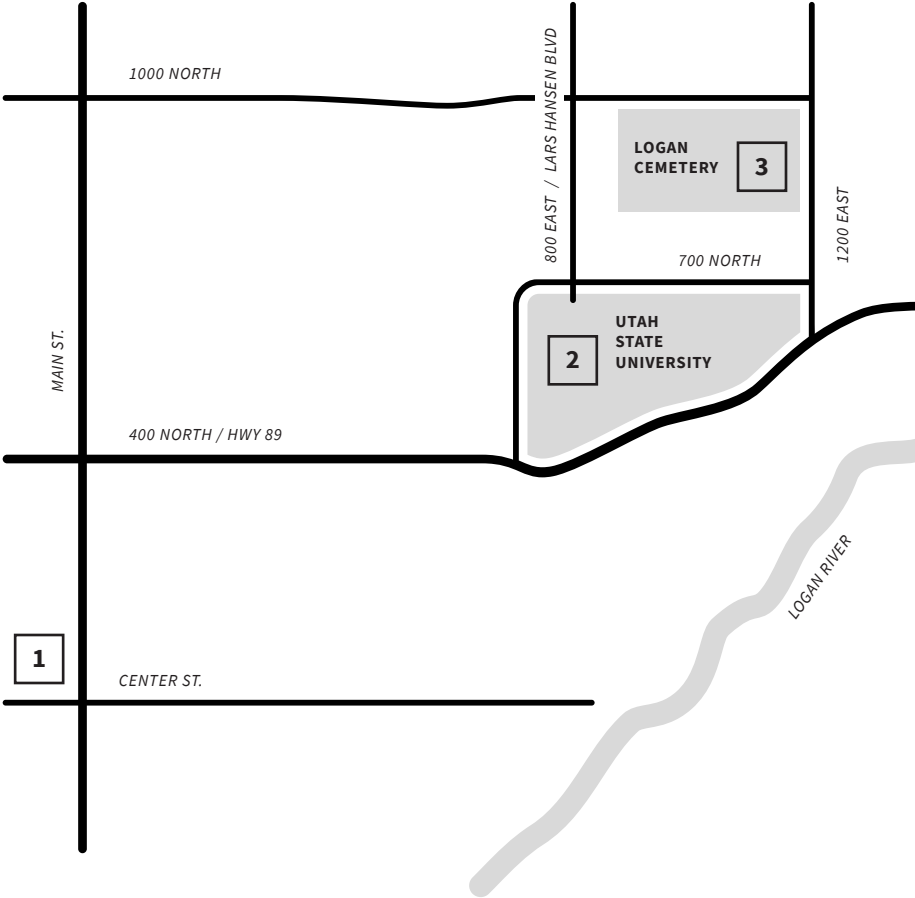 1000 NORTH
800 EAST / LARS HANSEN BLVD
LOGAN
CEMETERY
3
1200 EAST
700 NORTH
UTAH
STATE
UNIVERSITY
2
MAIN ST.
400 NORTH / HWY 89
LOGAN RIVER
1
CENTER ST.